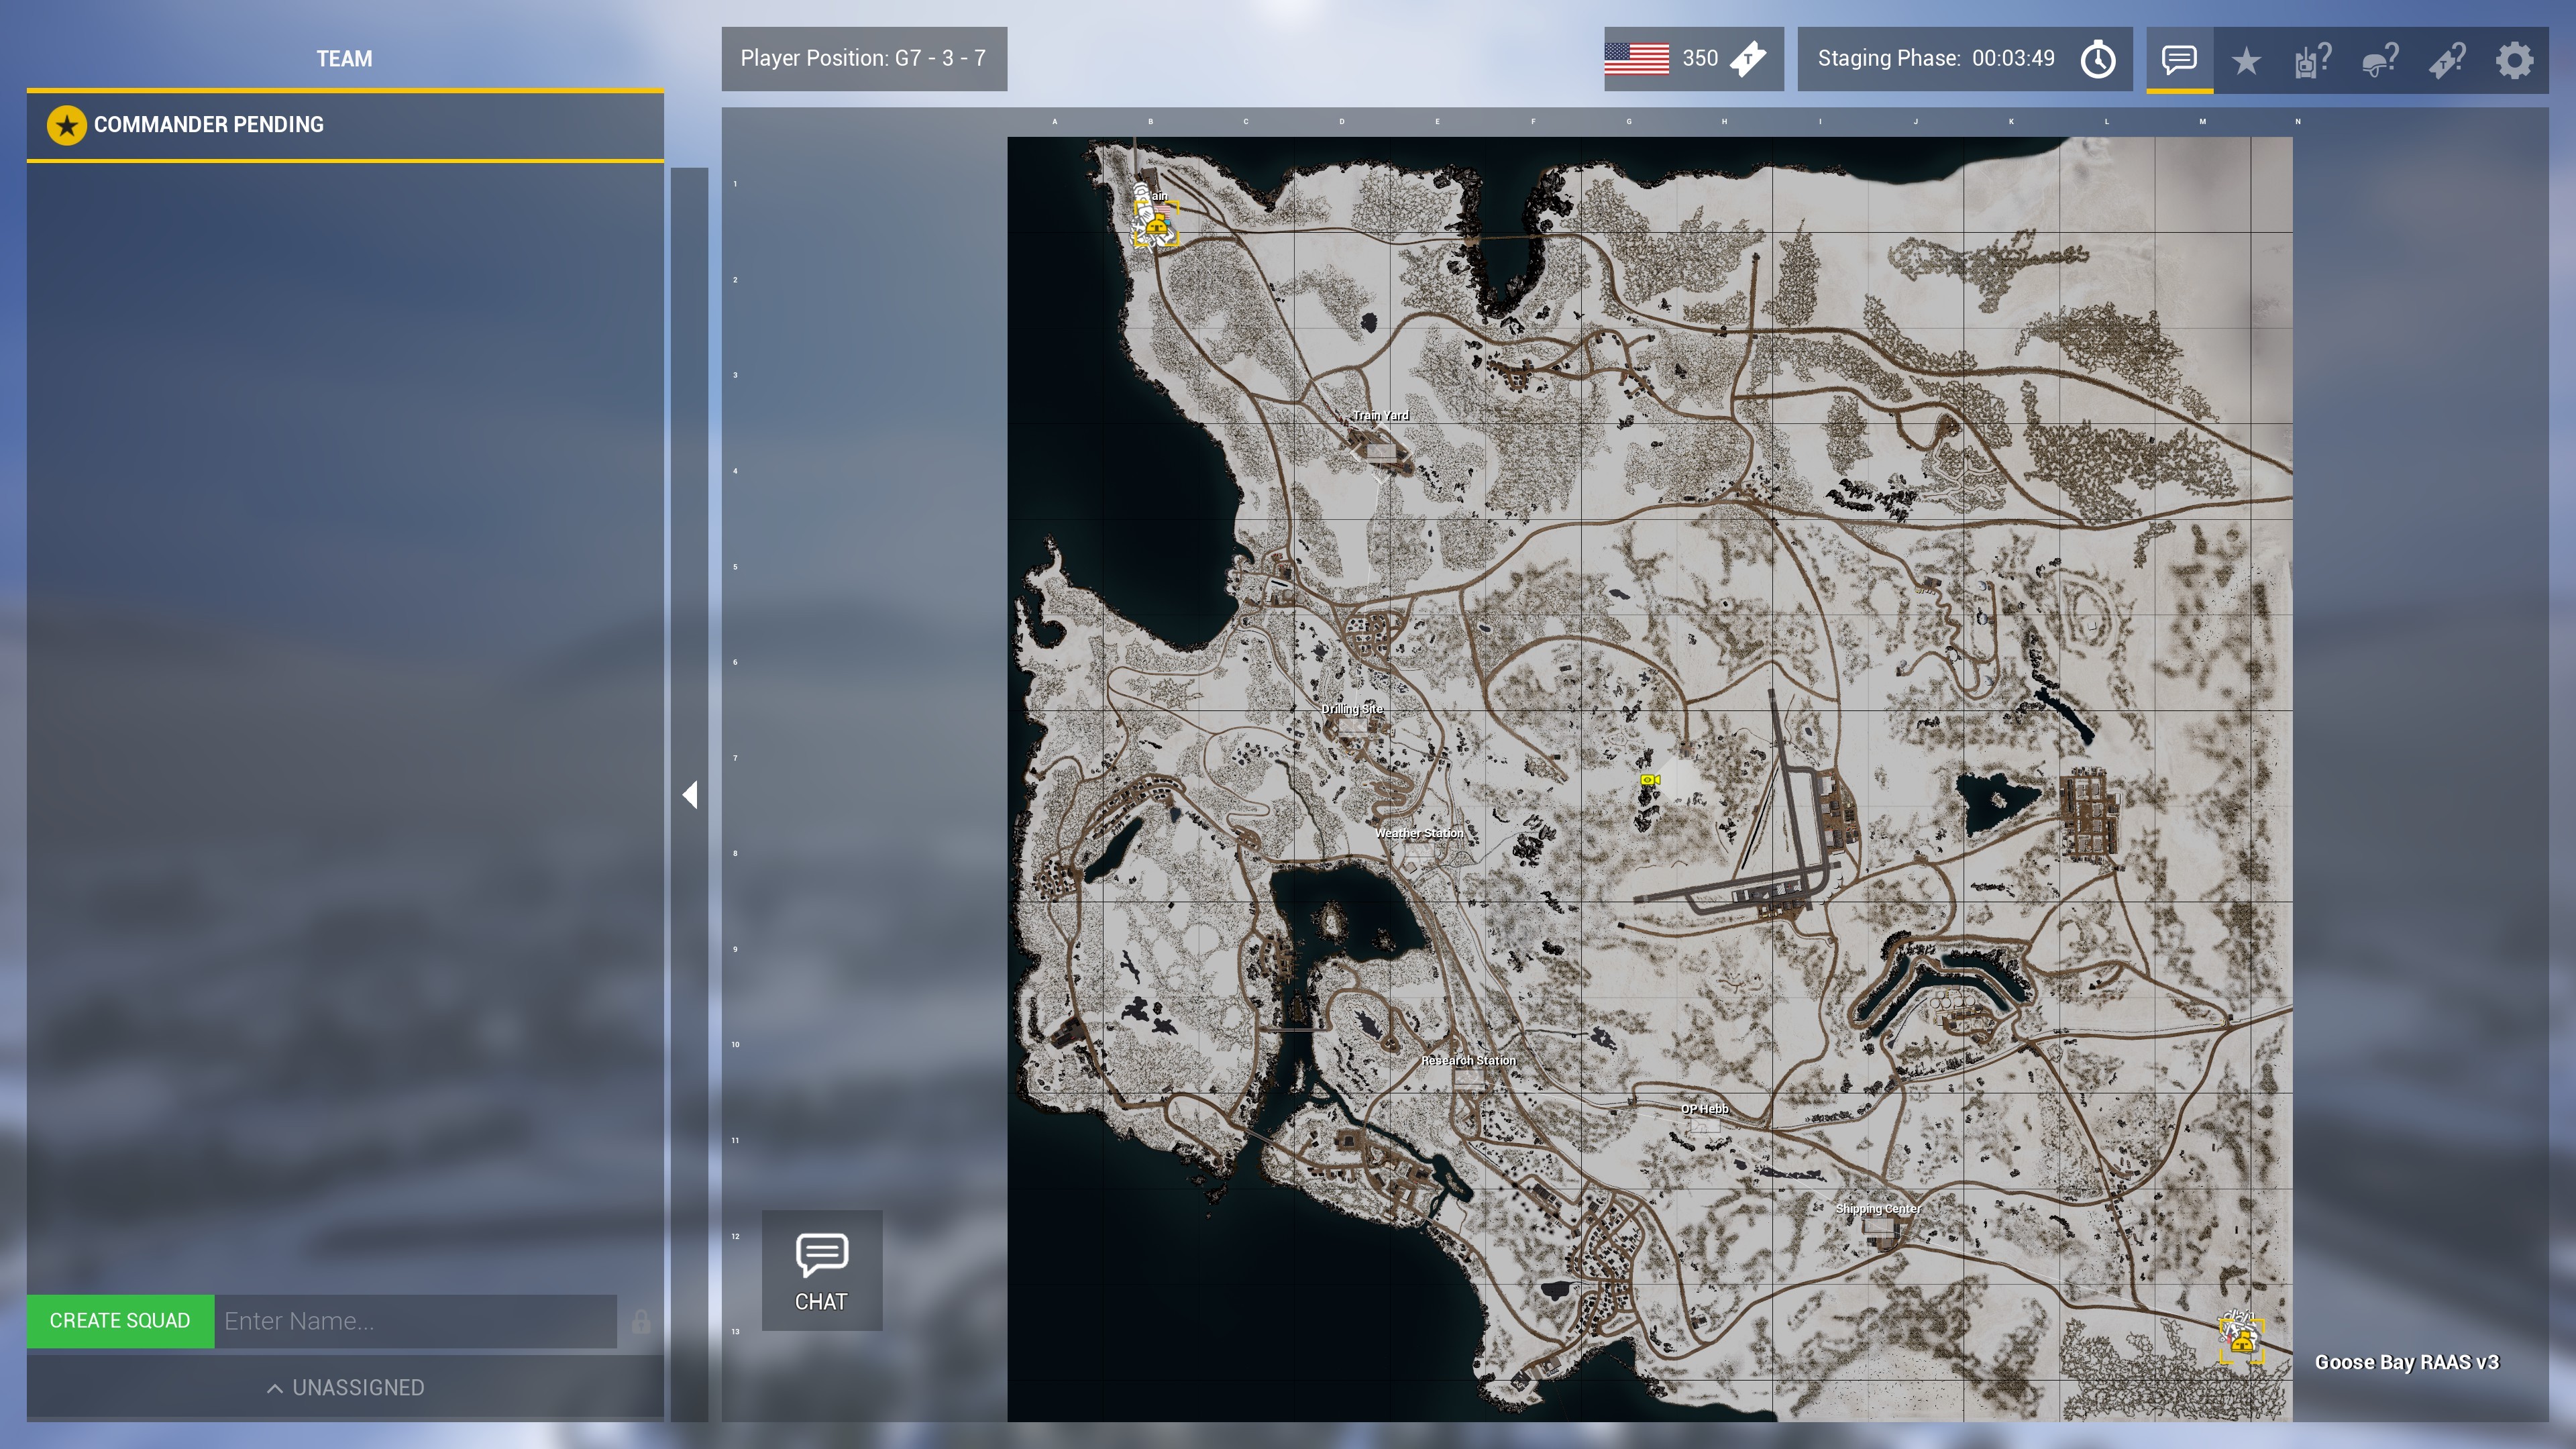 TEAM
Player Position: G7 - 3 - 7
350
T
Staging Phase: 00:03:49
COMMANDER PENDING
A B C D E F G H I J K L M N
1
ain
2
3
Train Yard
4
5
6
Drilling Site
7
Weather Station
8
9
10
Research Station
OP Hebb
11
Shipping Center
12
CHAT
CREATE SQUAD Enter Name...
13
Goose Bay RAAS v3
UNASSIGNED